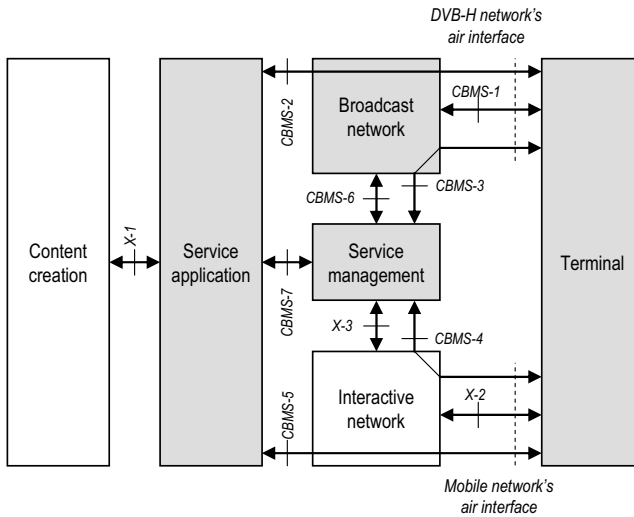 DVB-H network's
air interface
CBMS-2
Broadcast
network
CBMS-1
CBMS-6
CBMS-3
Content
creation
X-1
Service
application
CBMS-7
Service
management
Terminal
X-3
CBMS-4
CBMS-5
Interactive
network
X-2
Mobile network's
air interface